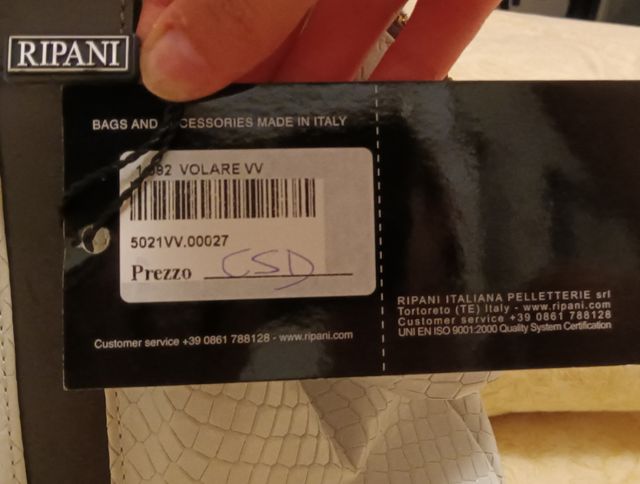 RIPANI
BAGS AND CESSORIES MADE IN ITALY
VOLARE VV
5021VV.00027
Prezzo CSD
Customer service +39 0861 788128 - www.ripani.com
RIPANI ITALIANA PELLETTERIE srl
Tortoreto (TE) Italy - www.ripani.com
Customer service +39 0861 788128
UNI EN ISO 9001:2000 Quality System Certification